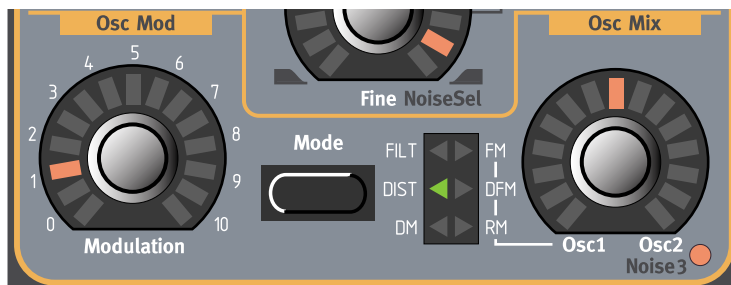 Osc Mod
Osc Mix
5
4
6
3
7
2
8
1
9
0
10
Modulation
Fine NoiseSel
Mode
FILT
FM
DIST
DFM
DM
RM
Osc1
Osc2
Noise3